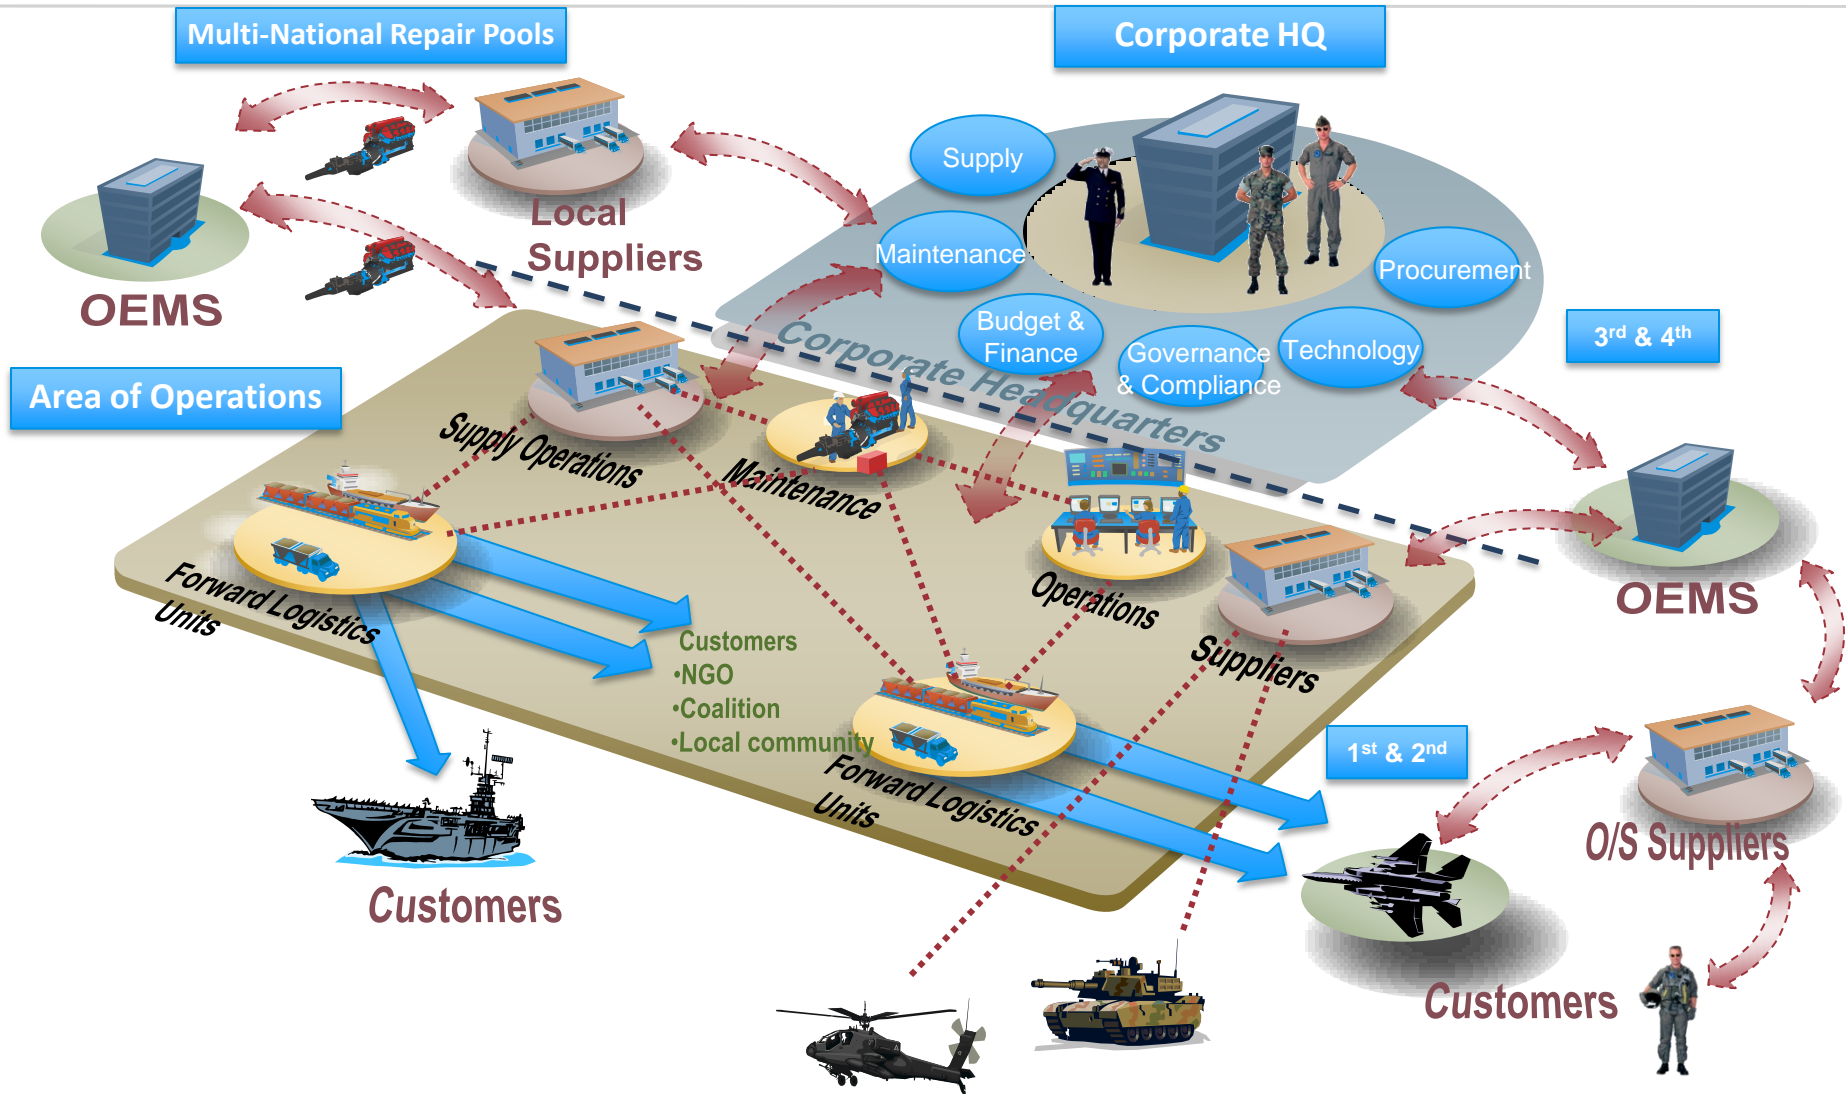 Multi-National Repair Pools
Corporate HQ
Supply
Local
Suppliers
Maintenance
Procurement
OEMS
Budget &
Finance
Governance
& Compliance
Technology
3rd & 4th
Corporate Headquarters
Area of Operations
Supply Operations
Maintenance
Operations
OEMS
Forward Logistics
Units
Suppliers
Customers
•NGO
•Coalition
•Local community
1st & 2nd
Forward Logistics
Units
O/S Suppliers
Customers
Customers